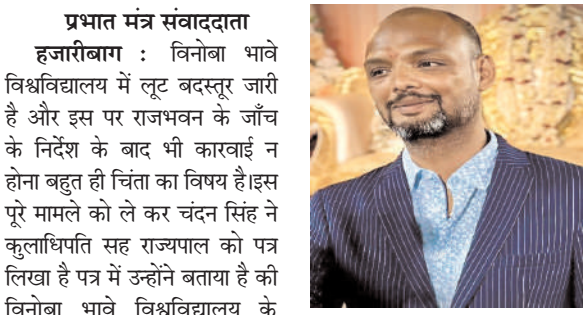 प्रभात मंत्र संवाददाता
हजारीबाग : विनोबा भावे
विश्वविद्यालय में लूट बदस्तूर जारी
है और इस पर राजभवन के जाँच
के निर्देश के बाद भी कारवाई न
होना बहुत ही चिंता का विषय है।इस
पूरे मामले को ले कर चंदन सिंह ने
कुलाधिपति सह राज्यपाल को पत्र
लिखा है पत्र में उन्होंने बताया है की
विनोबा भावे विश्वविद्यालय के